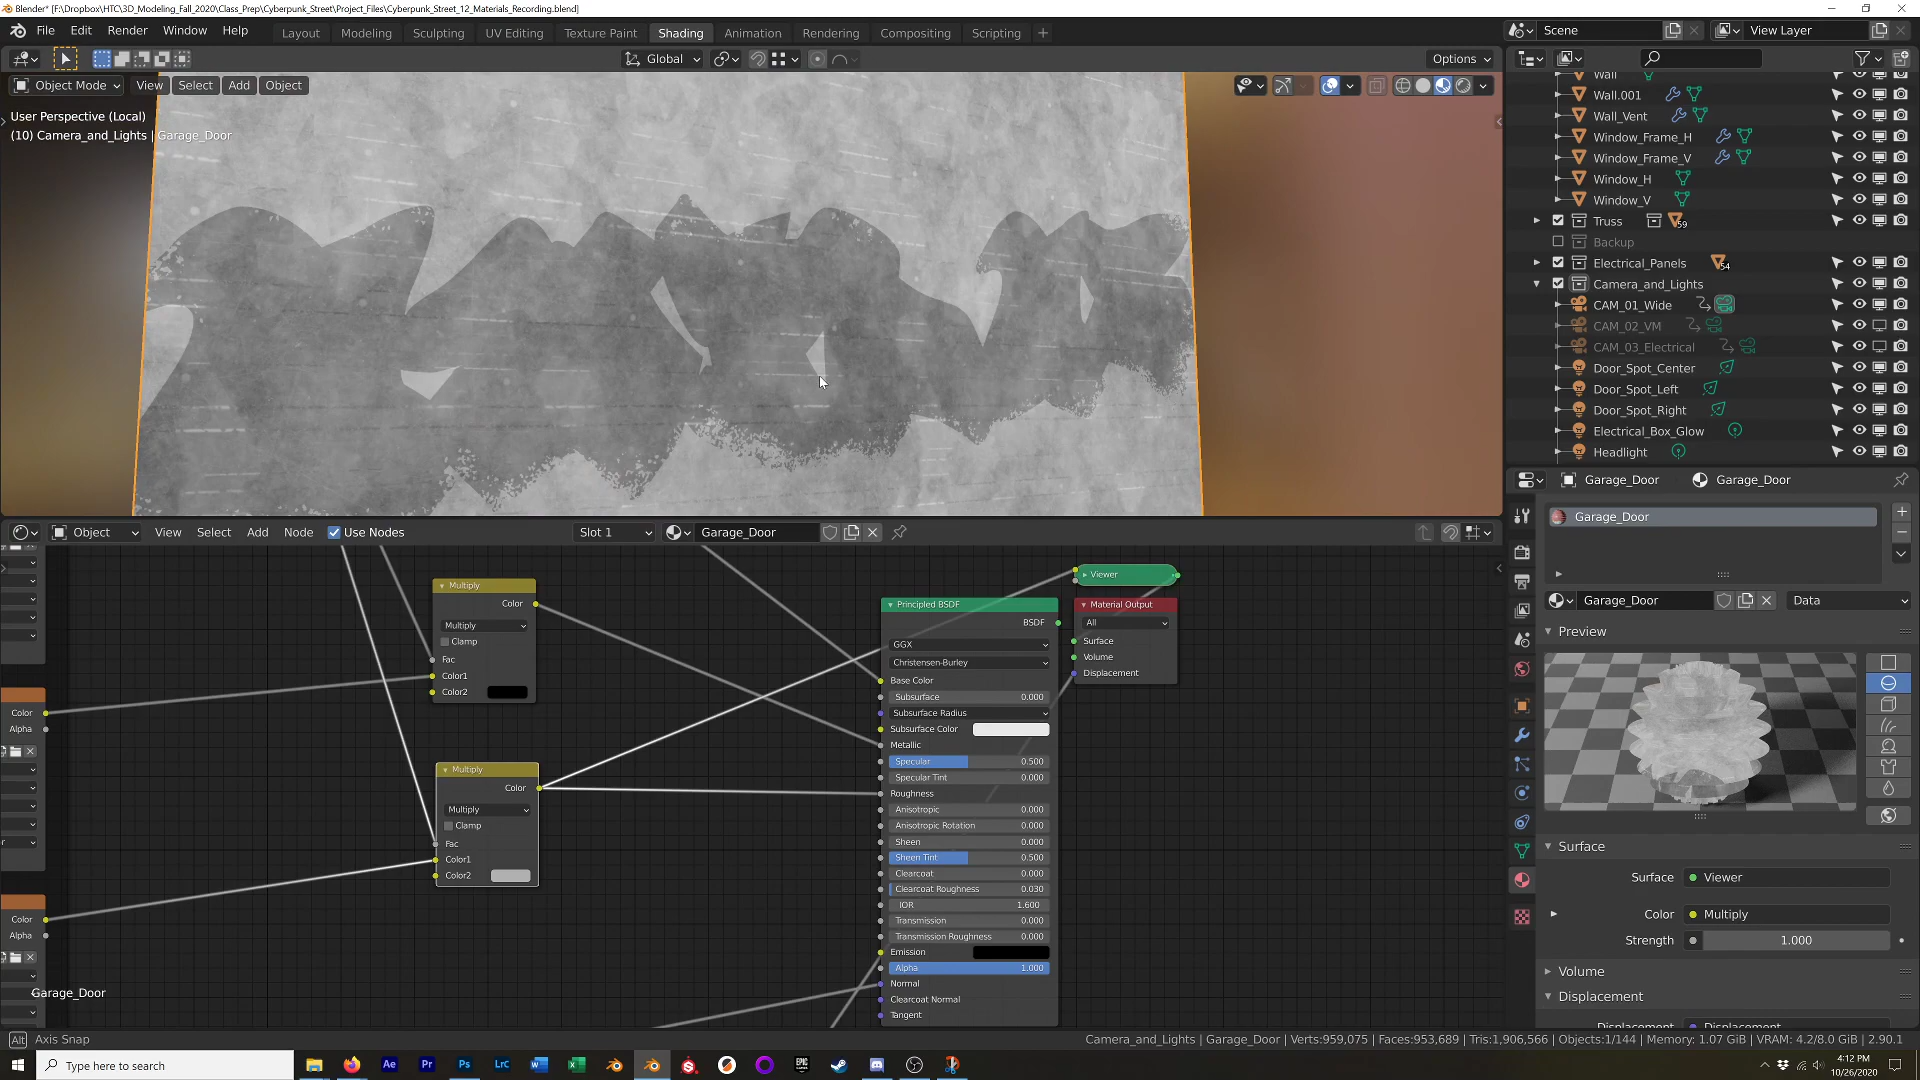 Blender* [F:\Dropbox\HTC\3D_Modeling_Fall_2020\Class_Prep\Cyberpunk_Street\Project_Files\Cyberpunk_Street_12_Materials_Recording.blend]
File Edit Render Window Help
Layout Modeling Sculpting UV Editing Texture Paint Shading Animation Rendering Compositing Scripting +
Scene View Layer
Global Options
Object Mode View Select Add Object
User Perspective (Local)
(10) Camera_and_Lights | Garage_Door
Wall
Wall.001
Wall_Vent
Window_Frame_H
Window_Frame_V
Window_H
Window_V
Truss 59
Backup
Electrical_Panels 54
Camera_and_Lights
CAM_01_Wide
CAM_02_VM
CAM_03_Electrical
Door_Spot_Center
Door_Spot_Left
Door_Spot_Right
Electrical_Box_Glow
Headlight
Garage_Door Garage_Door
Garage_Door
Garage_Door Data
Preview
Surface
Surface Viewer
Color Multiply
Strength 1.000
Volume
Displacement
Displacement Displacement
Object View Select Add Node Use Nodes Slot 1 Garage_Door
Multiply
Color
Multiply
Clamp
Fac
Color1
Color2
Color
Alpha
Multiply
Color
Multiply
Clamp
Fac
Color1
Color2
Color
Alpha
Garage_Door
Principled BSDF
BSDF
GGX
Christensen-Burley
Base Color
Subsurface 0.000
Subsurface Radius
Subsurface Color
Metallic
Specular 0.500
Specular Tint 0.000
Roughness
Anisotropic 0.000
Anisotropic Rotation 0.000
Sheen 0.000
Sheen Tint 0.500
Clearcoat 0.000
Clearcoat Roughness 0.030
IOR 1.600
Transmission 0.000
Transmission Roughness 0.000
Emission
Alpha 1.000
Normal
Clearcoat Normal
Tangent
Viewer
Material Output
All
Surface
Volume
Displacement
Alt Axis Snap
Camera_and_Lights | Garage_Door | Verts:959,075 | Faces:953,689 | Tris:1,906,566 | Objects:1/144 | Memory: 1.07 GiB | VRAM: 4.2/8.0 GiB | 2.90.1
Type here to search
Ae Pr Ps LrC
EPIC GAMES
4:12 PM
10/26/2020